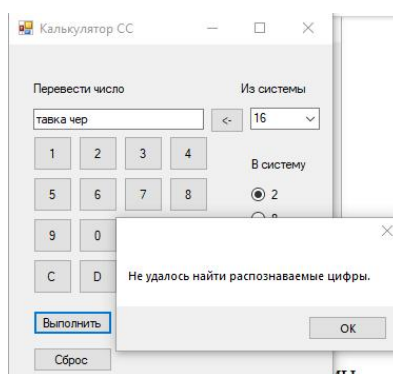 Калькулятор СС
Перевести число
Из системы
тавка чер
<-
16
1 2 3 4
В систему
5 6 7 8
2
9 0
Не удалось найти распознаваемые цифры.
C D
OK
Выполнить
Сброс